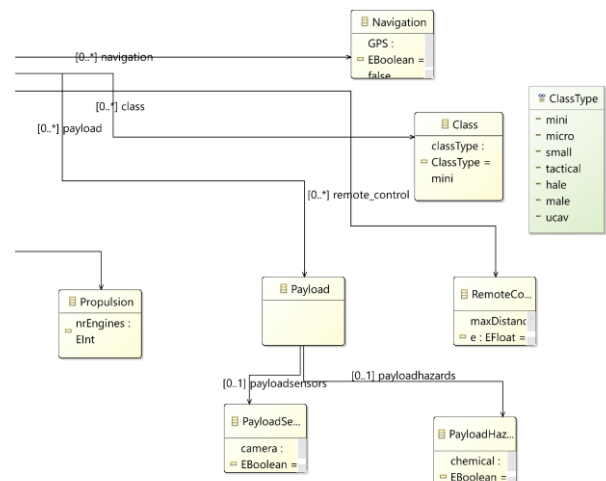 Navigation
GPS :
EBoolean =
false
[0..*] navigation
[0..*] class
[0..*] payload
Class
classType :
ClassType =
mini
ClassType
mini
micro
small
tactical
hale
male
ucav
[0..*] remote_control
Propulsion
nrEngines :
EInt
Payload
RemoteCo...
maxDistanc
e : EFloat =
[0..1] payloadsensors
[0..1] payloadhazards
PayloadSe...
camera :
EBoolean =
PayloadHaz...
chemical :
EBoolean =